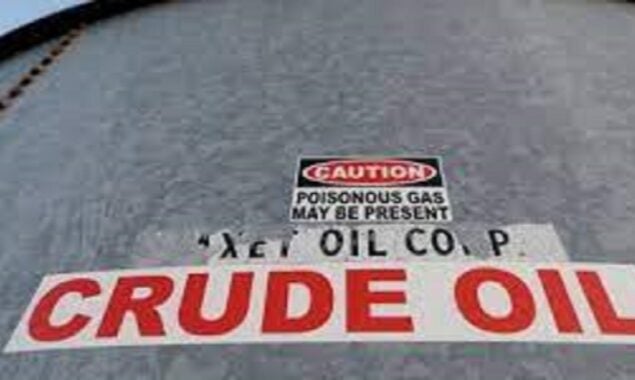 CAUTION
POISONOUS GAS
MAY BE PRESENT
OIL
CRUDE OIL